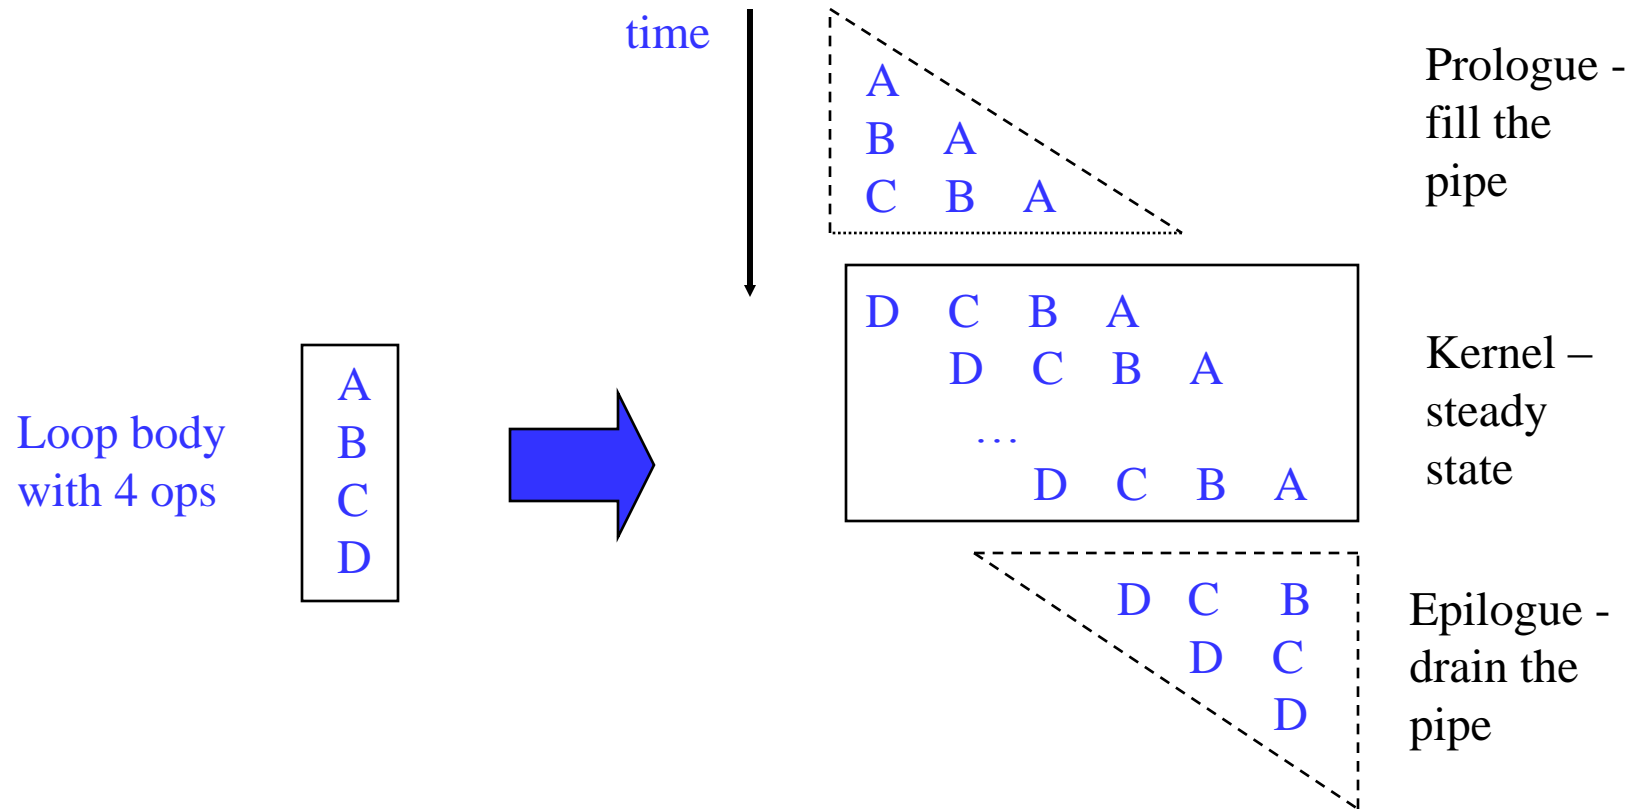 time
A
B A
C B A
Prologue -
fill the
pipe
D C B A
D C B A
…
D C B A
Kernel –
steady
state
Loop body
with 4 ops
A
B
C
D
D C B
D C
D
Epilogue -
drain the
pipe